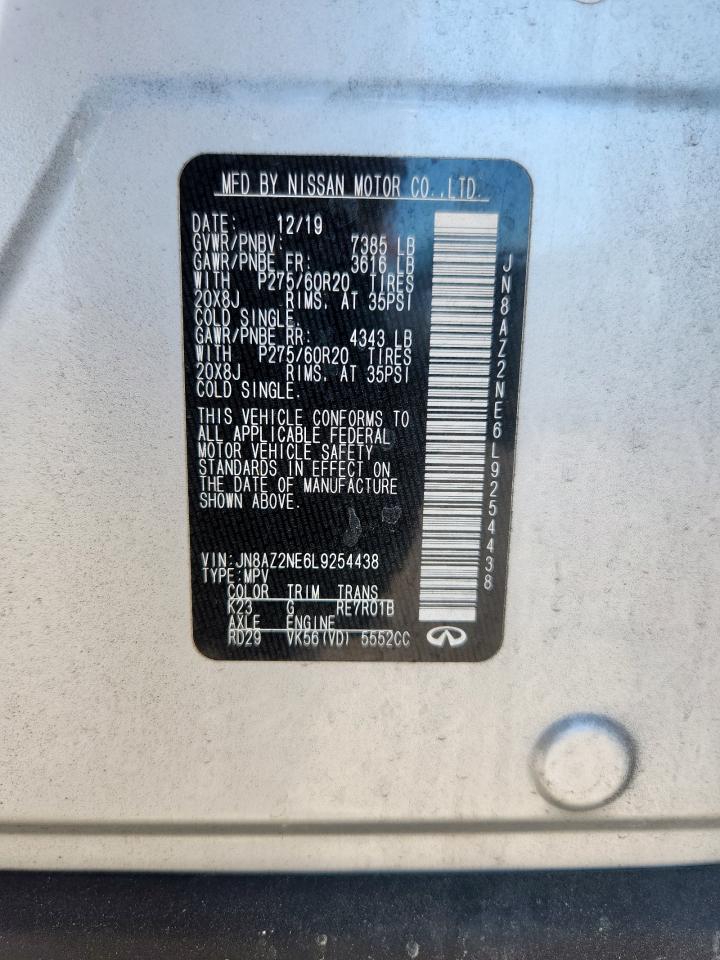 MFD BY NISSAN MOTOR CO.,LTD.
DATE: 12/19
GVWR/PNBV: 7385 LB
GAWR/PNBE FR: 3616 LB
WITH P275/60R20 TIRES
20X8J RIMS, AT 35PSI
COLD SINGLE.
GAWR/PNBE RR: 4343 LB
WITH P275/60R20 TIRES
20X8J RIMS, AT 35PSI
COLD SINGLE.
THIS VEHICLE CONFORMS TO
ALL APPLICABLE FEDERAL
MOTOR VEHICLE SAFETY
STANDARDS IN EFFECT ON
THE DATE OF MANUFACTURE
SHOWN ABOVE.
VIN:JN8AZ2NE6L9254438
TYPE:MPV
COLOR TRIM TRANS
K23 G RE7R01B
AXLE ENGINE
RD29 VK56(VD) 5552CC
JN8AZ2NE6L9254438